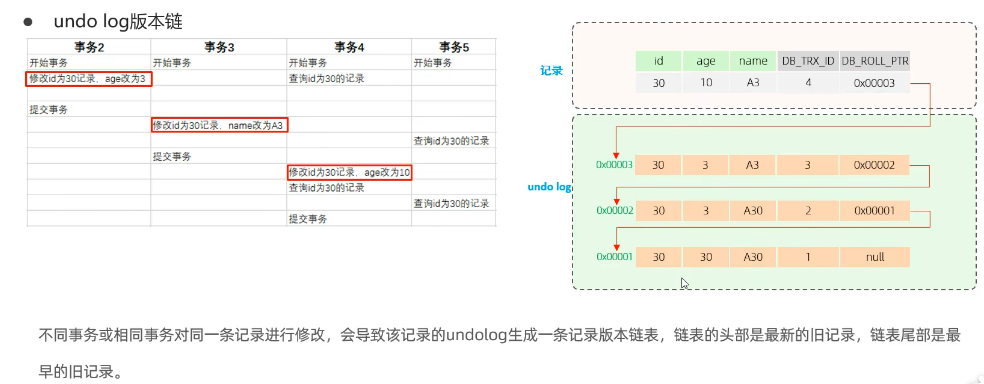 undo log版本链
事务2 事务3 事务4 事务5
开始事务 开始事务 开始事务 开始事务
修改id为30记录、age改为3 查询id为30的记录
提交事务
修改id为30记录、name改为A3
查询id为30的记录
提交事务
修改id为30记录、age改为10
查询id为30的记录
查询id为30的记录
提交事务
记录
id age name DB_TRX_ID DB_ROLL_PTR
30 10 A3 4 0x00003
undo log
0x00003 30 3 A3 3 0x00002
0x00002 30 3 A30 2 0x00001
0x00001 30 30 A30 1 null
不同事务或相同事务对同一条记录进行修改，会导致该记录的undolog生成一条记录版本链表，链表的头部是最新的旧记录，链表尾部是最
早的旧记录。